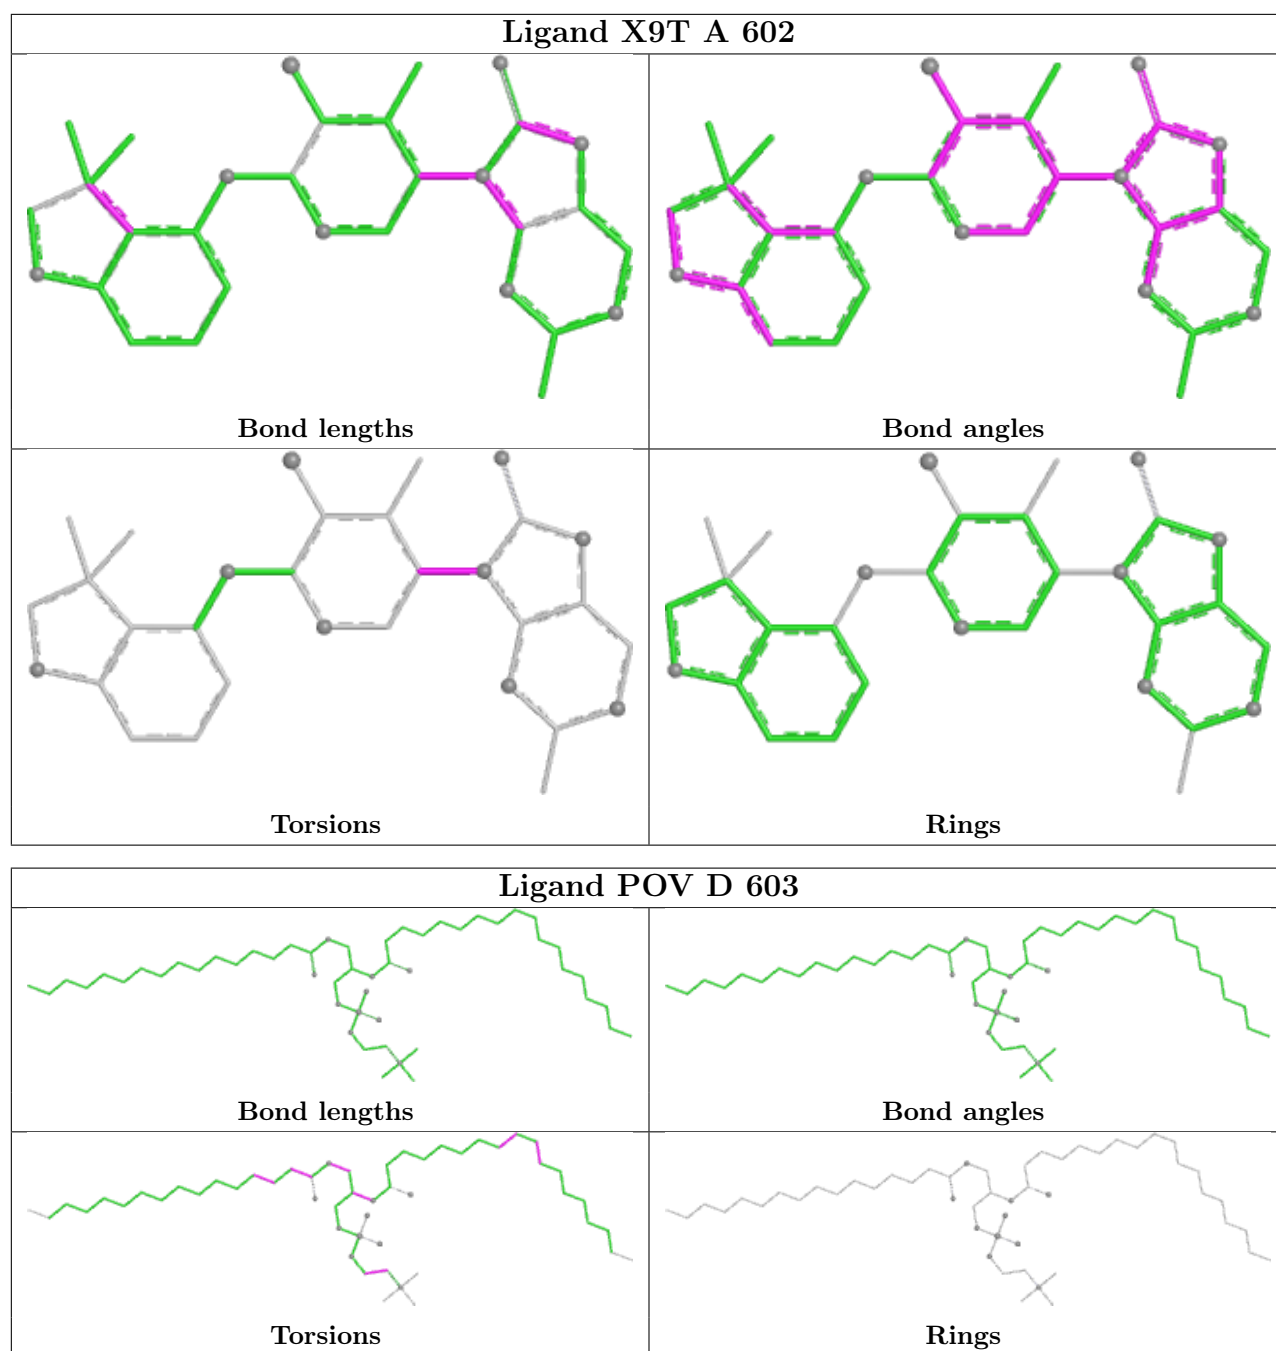 Ligand X9T A 602
Bond lengths
Bond angles
Torsions
Rings
Ligand POV D 603
Bond lengths
Bond angles
Torsions
Rings